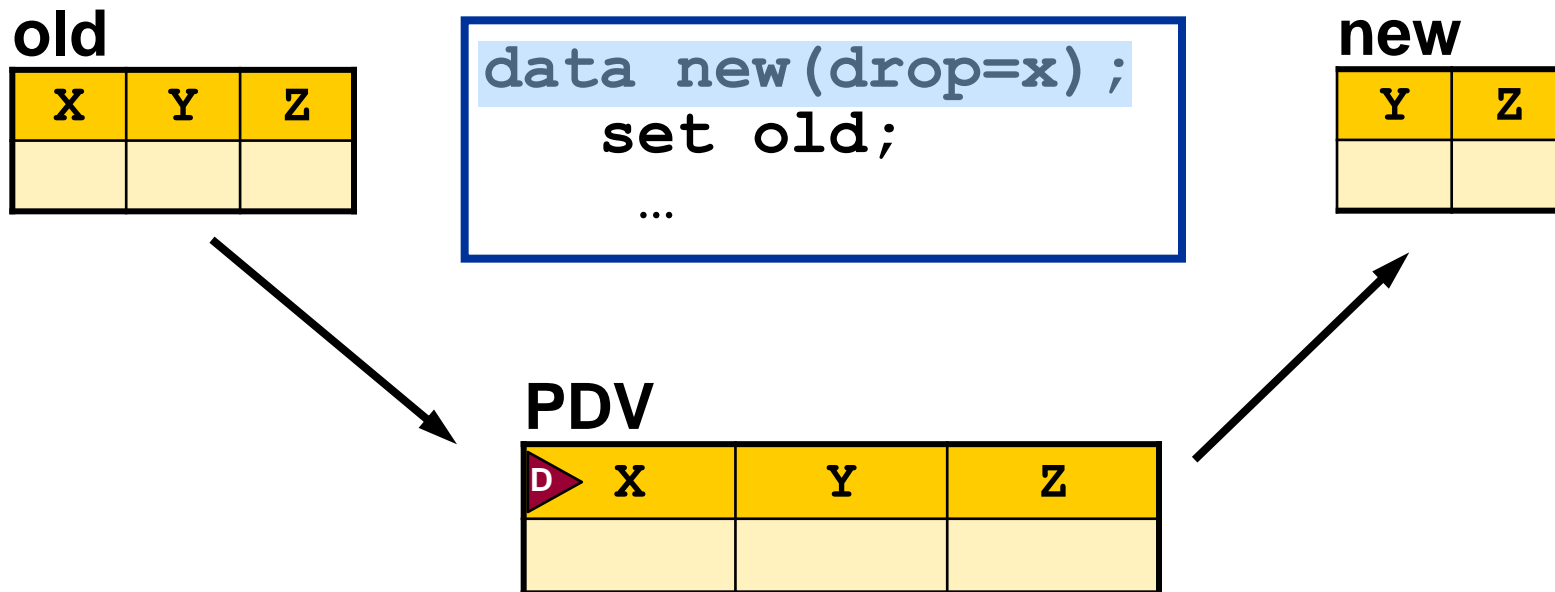 old
X Y Z
data new(drop=x);
set old;
…
new
Y Z
PDV
D X Y Z